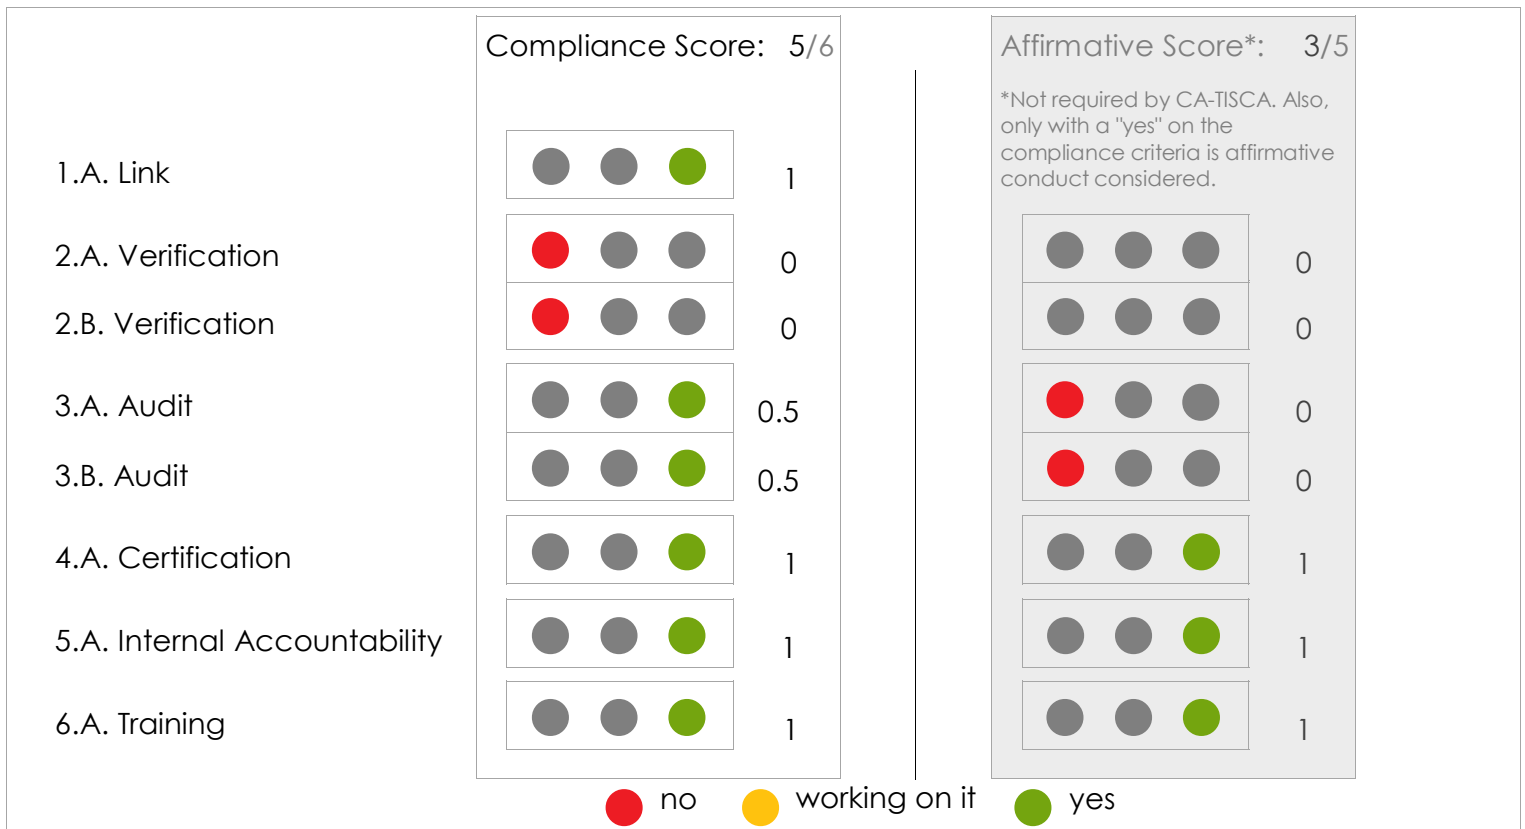 Compliance Score: 5/6
Affirmative Score*: 3/5
*Not required by CA-TISCA. Also,
only with a "yes" on the
compliance criteria is affirmative
conduct considered.
1.A. Link 1
2.A. Verification 0 0
2.B. Verification 0 0
3.A. Audit 0.5 0
3.B. Audit 0.5 0
4.A. Certification 1 1
5.A. Internal Accountability 1 1
6.A. Training 1 1
no working on it yes